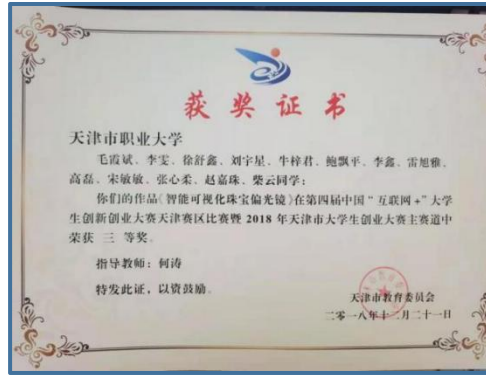 获奖证书
天津市职业大学
毛霞斌、李雯、徐舒鑫、刘宇星、牛梓君、鲍飘平、李鑫、雷旭雅、
高磊、宋敏敏、张心柔、赵嘉珠、柴云同学：
你们的作品《智能可视化珠宝偏光镜》在第四届中国“互联网+”大学
生创新创业大赛天津赛区比赛暨 2018 年天津市大学生创业大赛主赛道中
荣获 三 等奖。
指导教师：何涛
特发此证，以资鼓励。
天津市教育委员会
二零一八年十二月二十一日